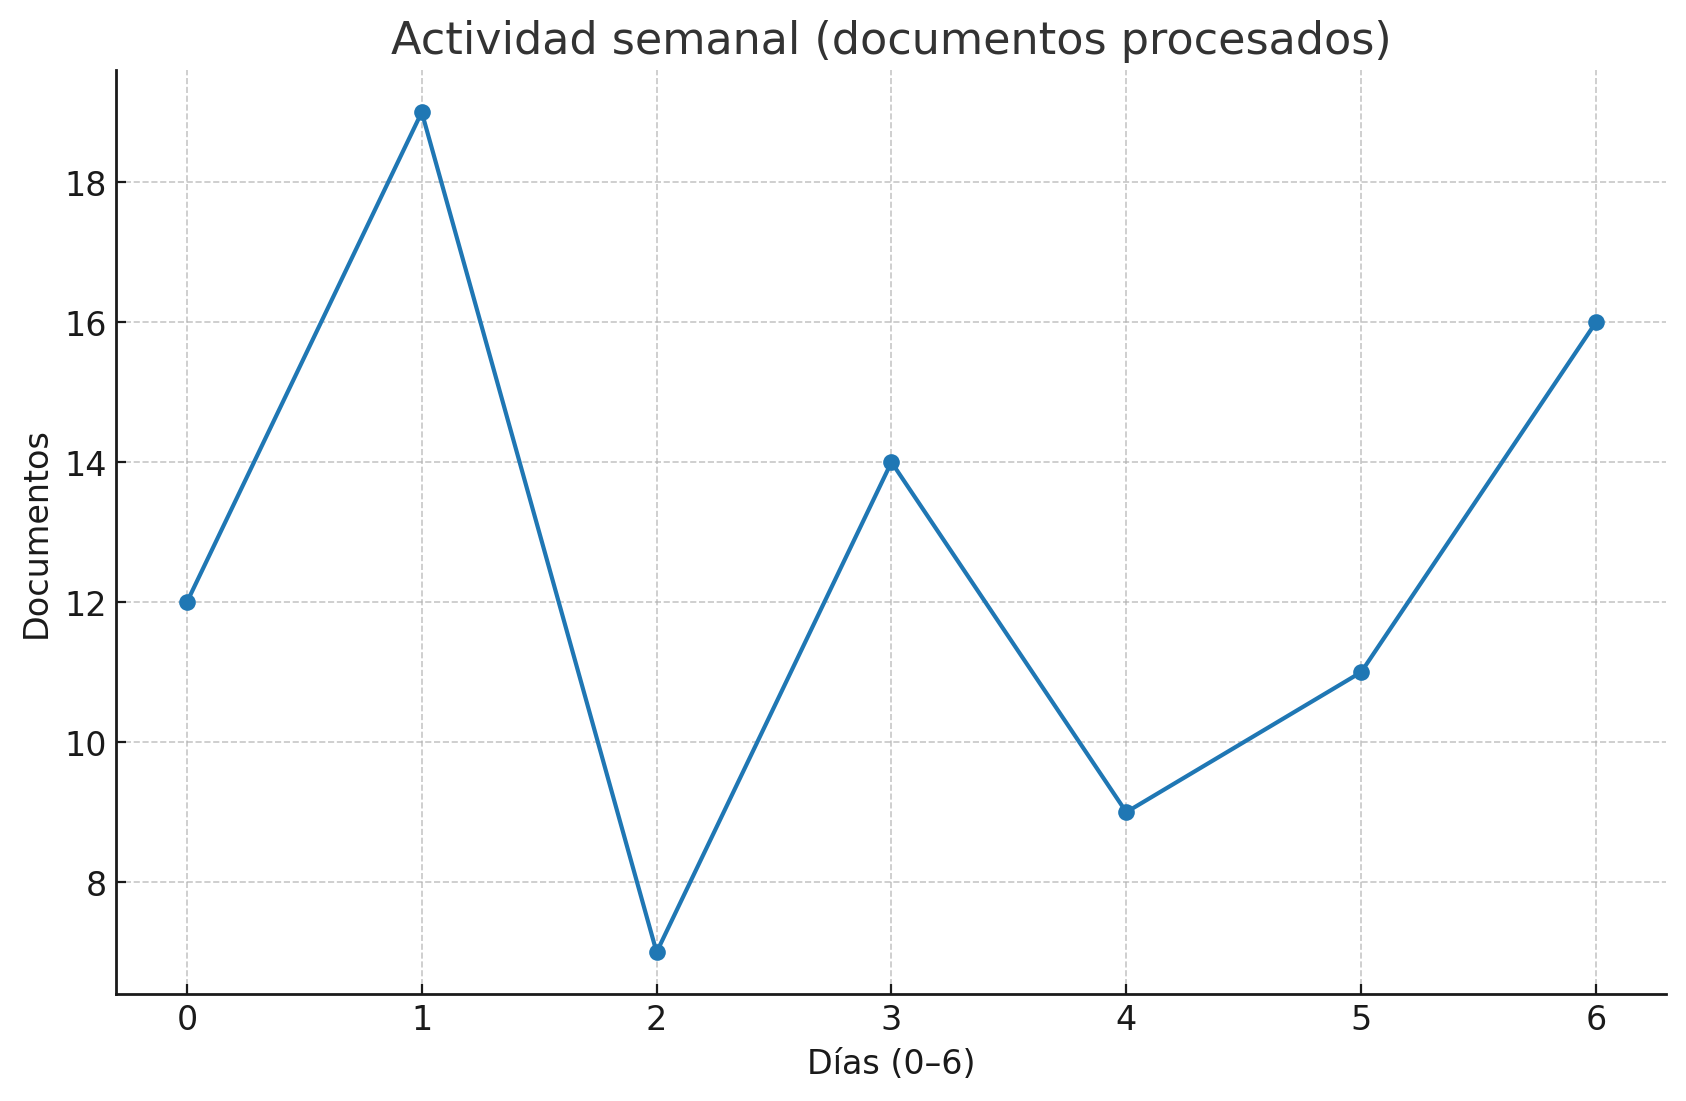 Actividad semanal (documentos procesados)
Documentos
18
16
14
12
10
8
0 1 2 3 4 5 6
Días (0–6)